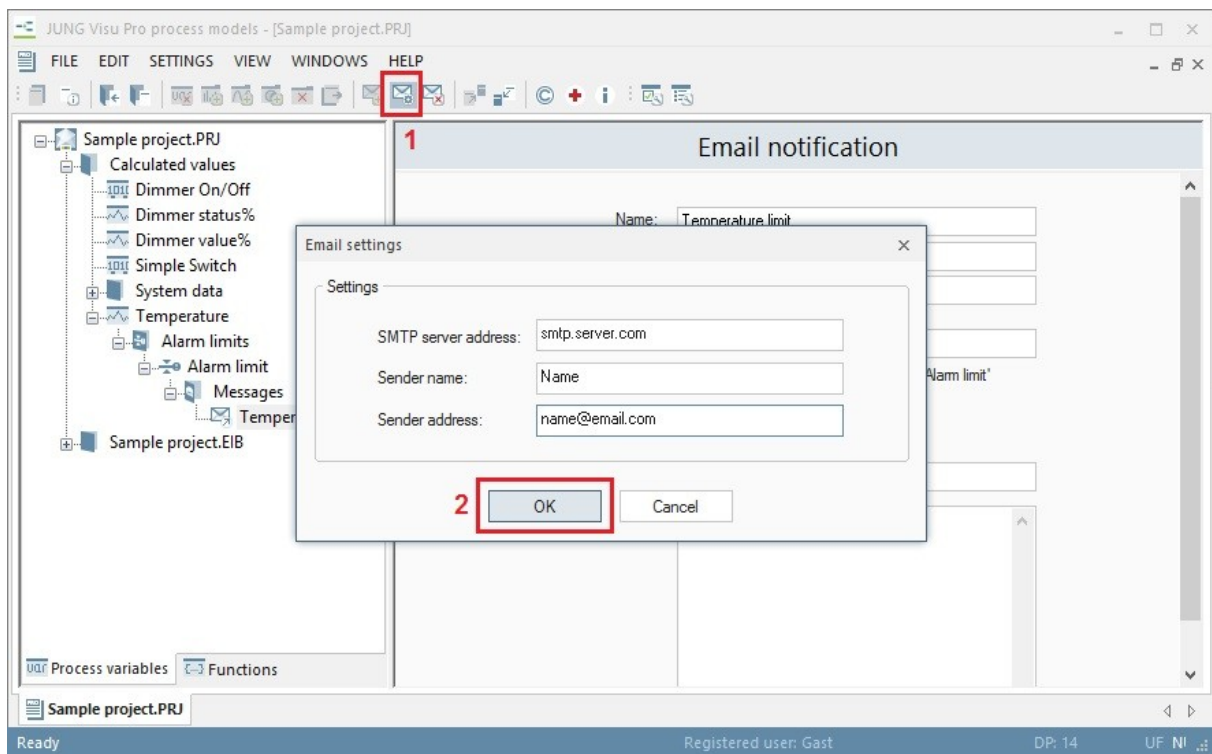 JUNG Visu Pro process models - [Sample project.PRJ]
FILE EDIT SETTINGS VIEW WINDOWS HELP
1
Sample project.PRJ
Calculated values
Dimmer On/Off
Dimmer status%
Dimmer value%
Simple Switch
System data
Temperature
Alarm limits
Alarm limit
Messages
Temper
Sample project.EIB
Process variables
Functions
Email notification
Name: Temperature limit
Alarm limit'
Email settings
Settings
SMTP server address: smtp.server.com
Sender name: Name
Sender address: name@email.com
2 OK Cancel
Sample project.PRJ
Ready Registered user: Gast DP: 14 UF